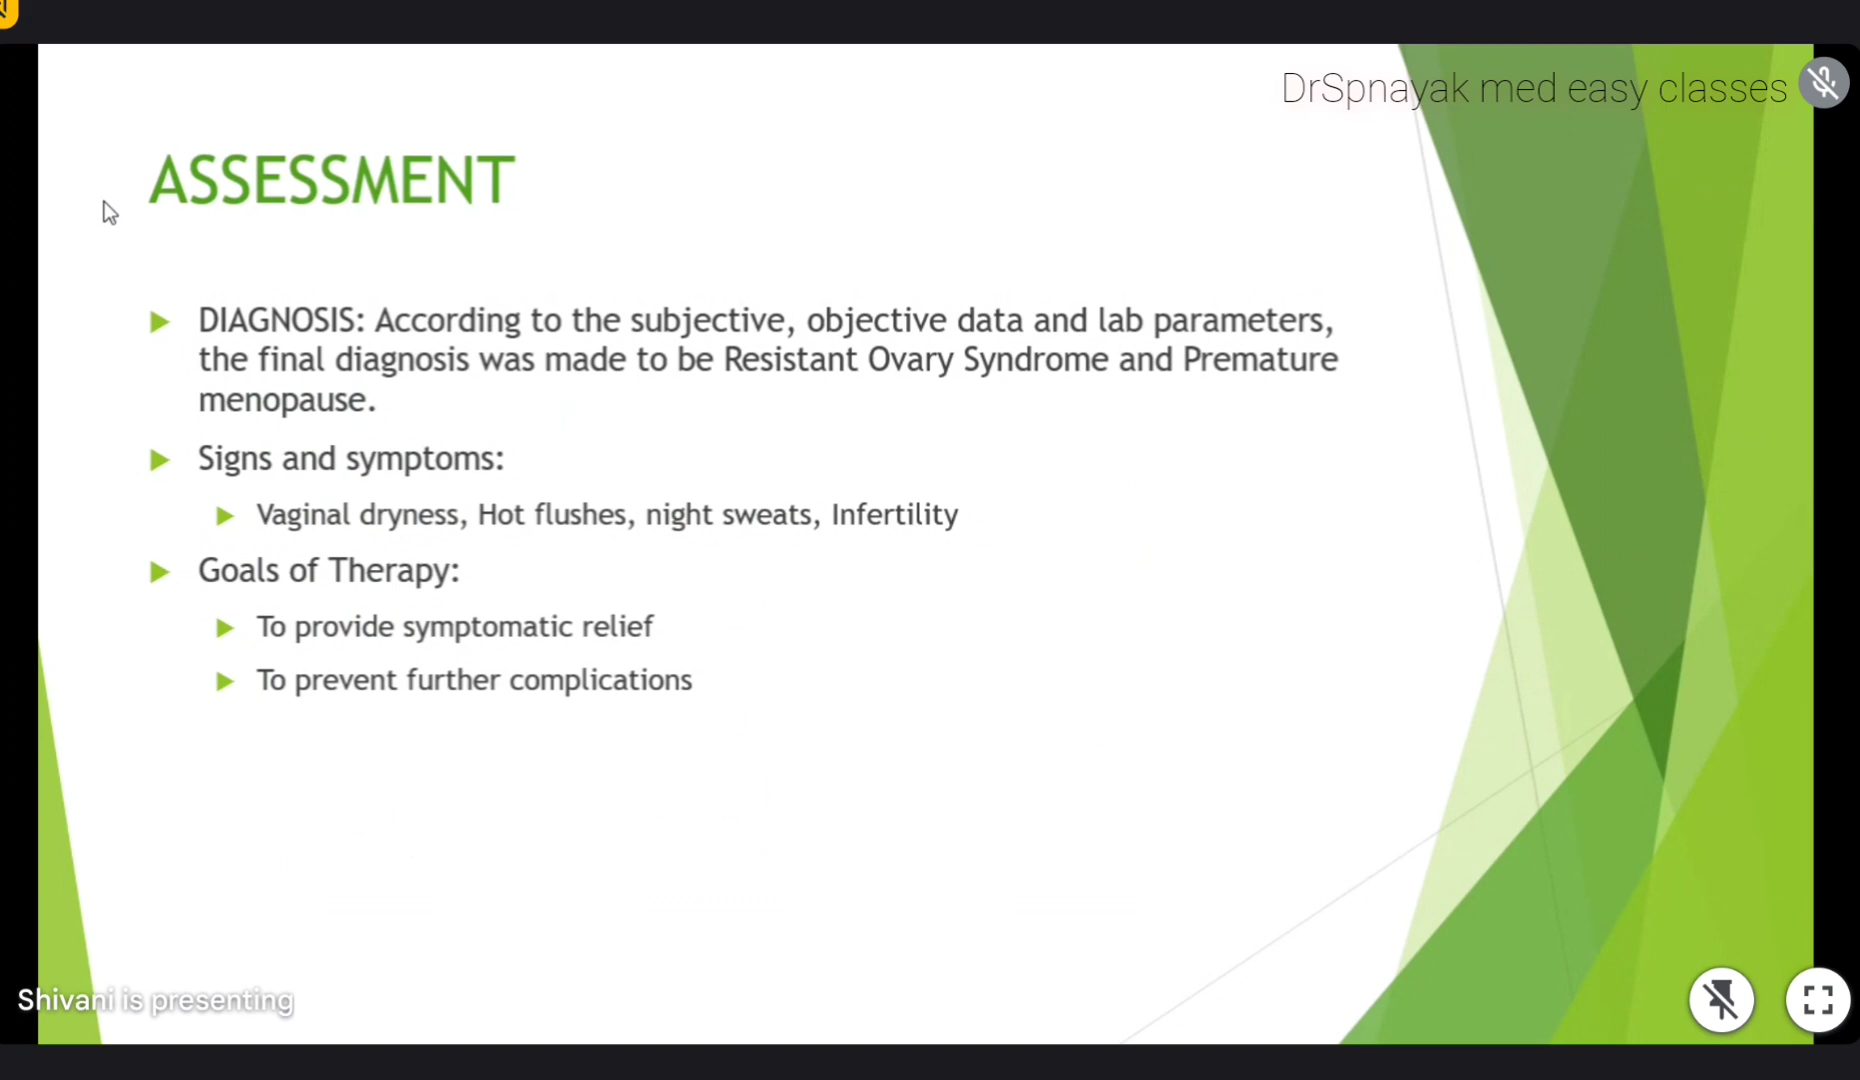 DrSpnayak med easy classes
ASSESSMENT
DIAGNOSIS: According to the subjective, objective data and lab parameters,
the final diagnosis was made to be Resistant Ovary Syndrome and Premature
menopause.
Signs and symptoms:
Vaginal dryness, Hot flushes, night sweats, Infertility
Goals of Therapy:
To provide symptomatic relief
To prevent further complications
Shivani is presenting